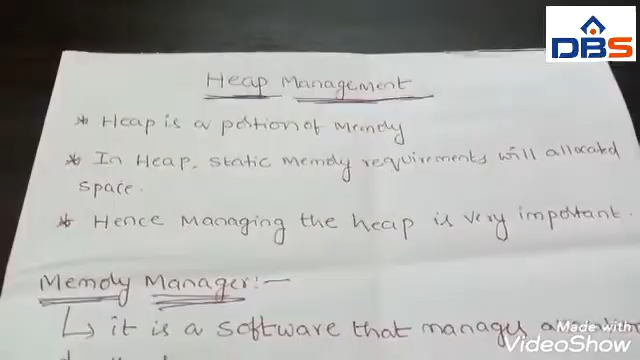 DBS
Heap Management
* Heap is a portion of Memory
* In Heap, static memory requirements will allocated
space.
* Hence Managing the heap is very important.
Memory Manager:-
↳ it is a software that manages
Made with
VideoShow